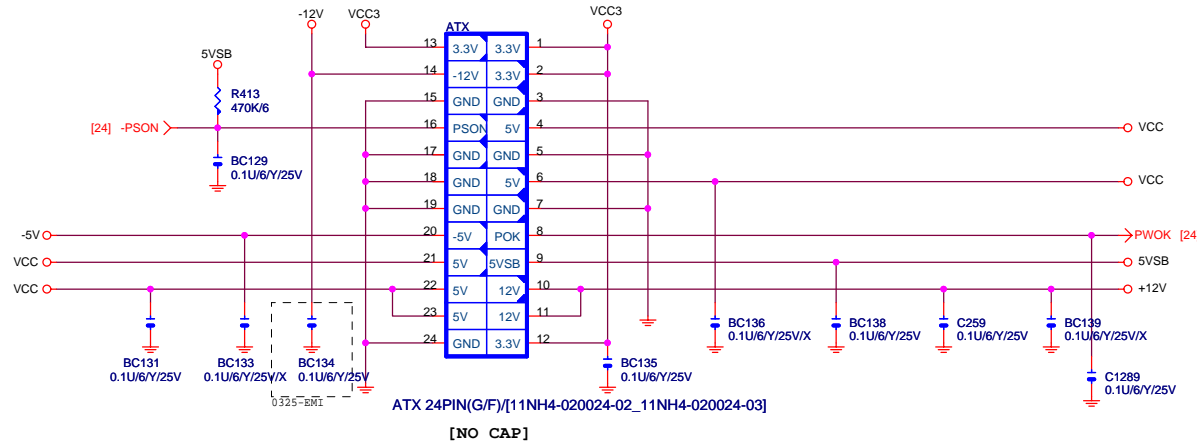 -12V VCC3 VCC3
ATX
13 3.3V 3.3V 1
5VSB
14 -12V 3.3V 2
R413
470K/6
15 GND GND 3
[24] -PSON 16 PSON 5V 4 VCC
17 GND GND 5
BC129
0.1U/6/Y/25V
18 GND 5V 6 VCC
19 GND GND 7
-5V 20 -5V POK 8 PWOK [24
VCC 21 5V 5VSB 9 5VSB
VCC 22 5V 12V 10 +12V
23 5V 12V 11
24 GND 3.3V 12
BC136
0.1U/6/Y/25V/X
BC138
0.1U/6/Y/25V
C259
0.1U/6/Y/25V
BC139
0.1U/6/Y/25V/X
BC131
0.1U/6/Y/25V
BC133
0.1U/6/Y/25V/X
BC134
0.1U/6/Y/25V
BC135
0.1U/6/Y/25V
C1289
0.1U/6/Y/25V
0325-EMI
ATX 24PIN(G/F)/[11NH4-020024-02_11NH4-020024-03]
[NO CAP]